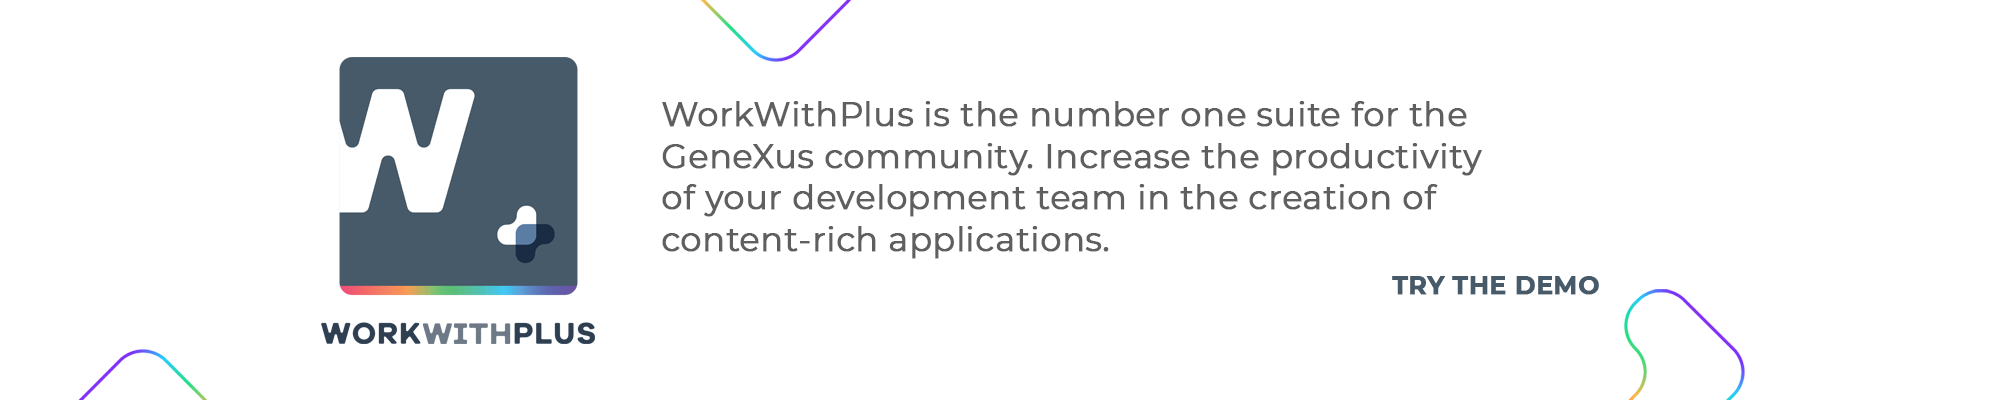 W
WORKWITHPLUS
WorkWithPlus is the number one suite for the
GeneXus community. Increase the productivity
of your development team in the creation of
content-rich applications.
TRY THE DEMO